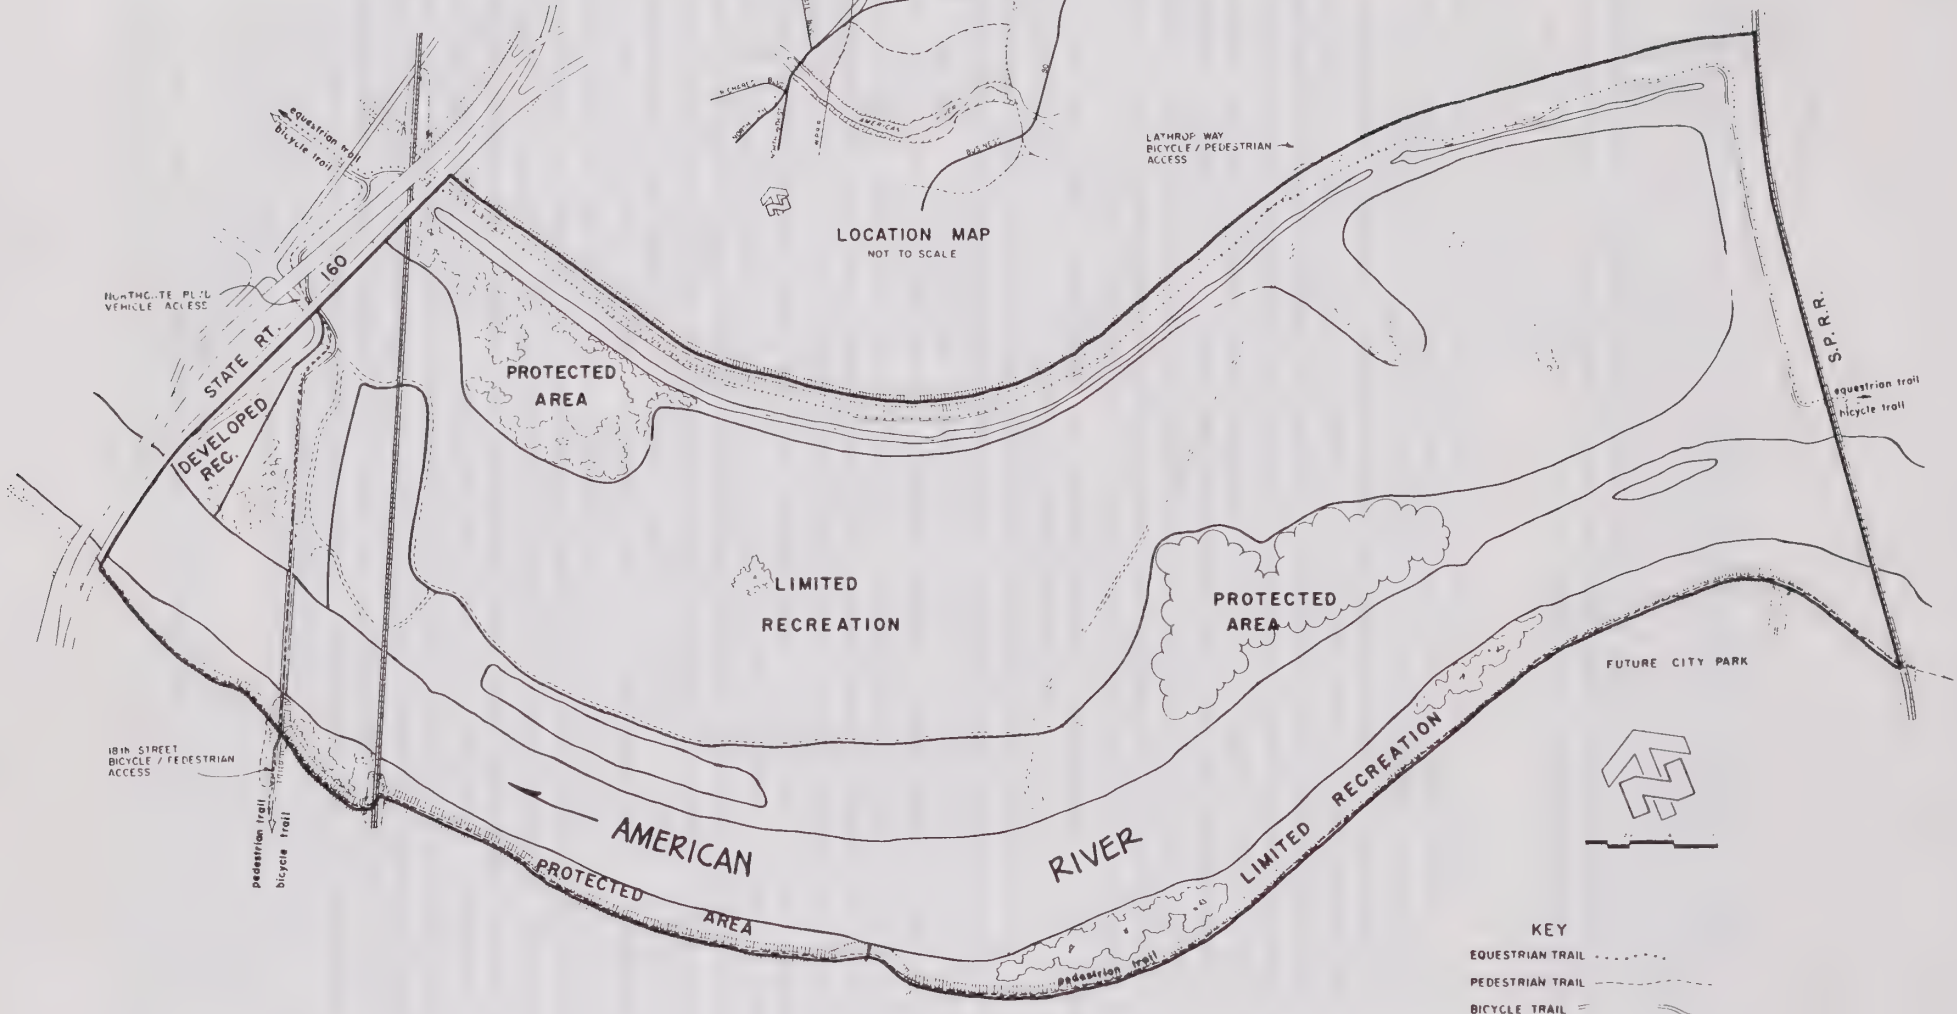 equestrian trail
bicycle trail
AMERICAN
BUSINESS
80
LOCATION MAP
NOT TO SCALE
LATHROP WAY
BICYCLE / PEDESTRIAN
ACCESS
VEHICLE ACCESS
STATE RT. 160
DEVELOPED
REC.
PROTECTED
AREA
S.P.R.R.
equestrian trail
bicycle trail
LIMITED
RECREATION
PROTECTED
AREA
FUTURE CITY PARK
18th STREET
BICYCLE / PEDESTRIAN
ACCESS
pedestrian trail
bicycle trail
AMERICAN RIVER
PROTECTED AREA
LIMITED RECREATION
pedestrian trail
KEY
EQUESTRIAN TRAIL
PEDESTRIAN TRAIL
BICYCLE TRAIL